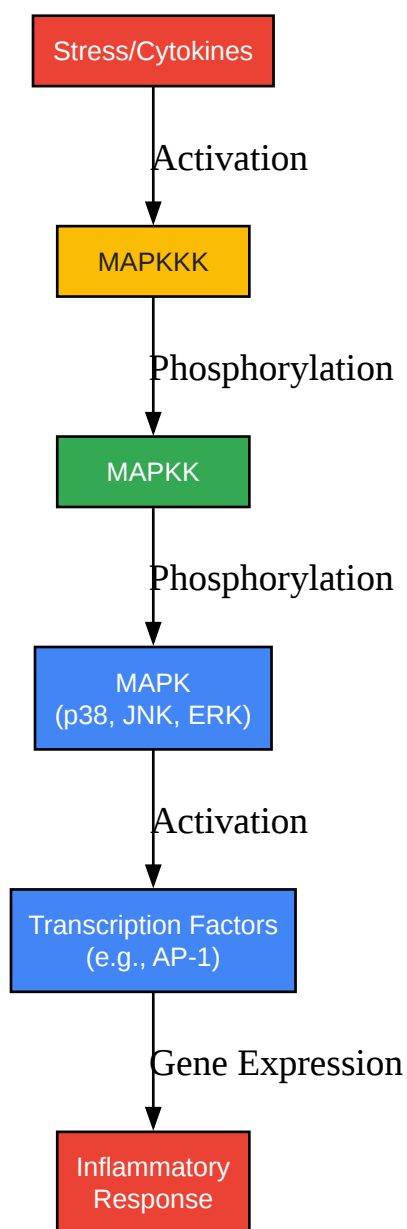 Stress/Cytokines
Activation
MAPKKK
Phosphorylation
MAPKK
Phosphorylation
MAPK
(p38, JNK, ERK)
Activation
Transcription Factors
(e.g., AP-1)
Gene Expression
Inflammatory
Response